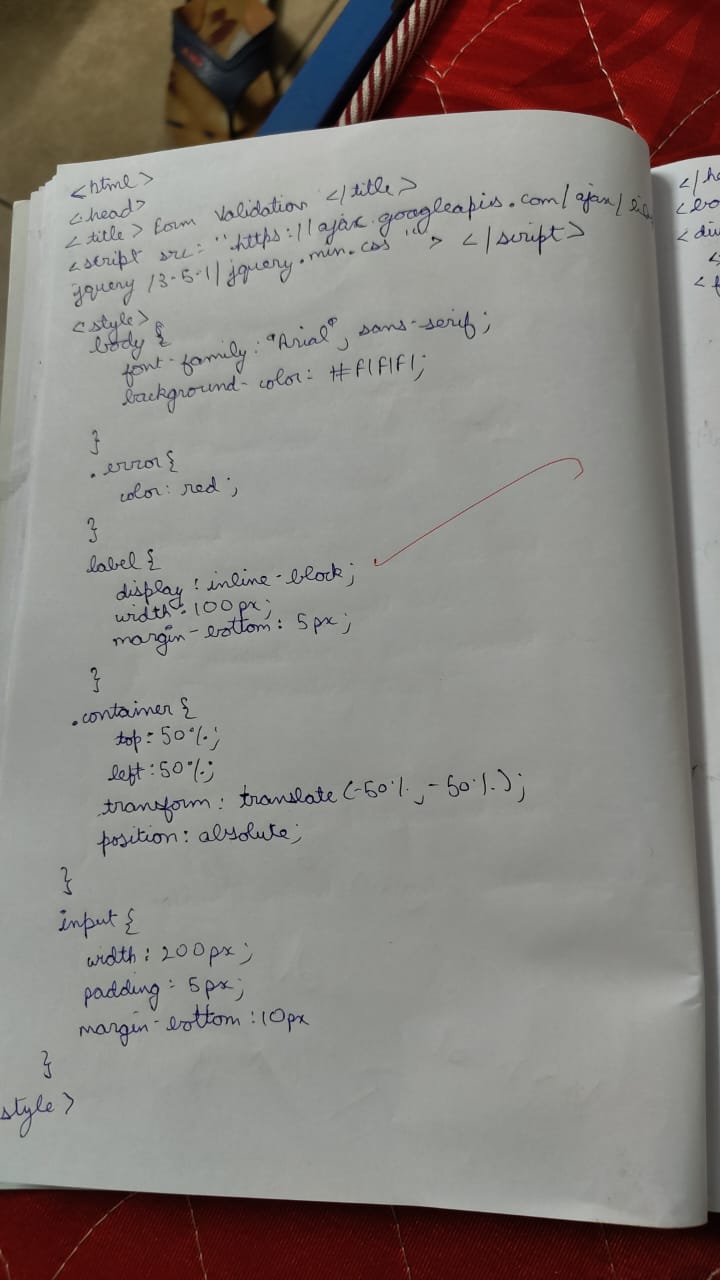 <html>
<head>
<title> Form Validation </title>
<script src= "https://ajax.googleapis.com/ajax/
jquery/3.5.1/jquery.min.css"> </script>
<style>
body {
font-family: "Arial", sans-serif;
background-color: #f1f1f1;
}
.error {
color: red;
}
label {
display: inline-block;
width: 100px;
margin-bottom: 5px;
}
.container {
top: 50%;
left: 50%;
transform: translate(-50%, -50%);
position: absolute;
}
input {
width: 200px;
padding: 5px;
margin-bottom: 10px
}
style>